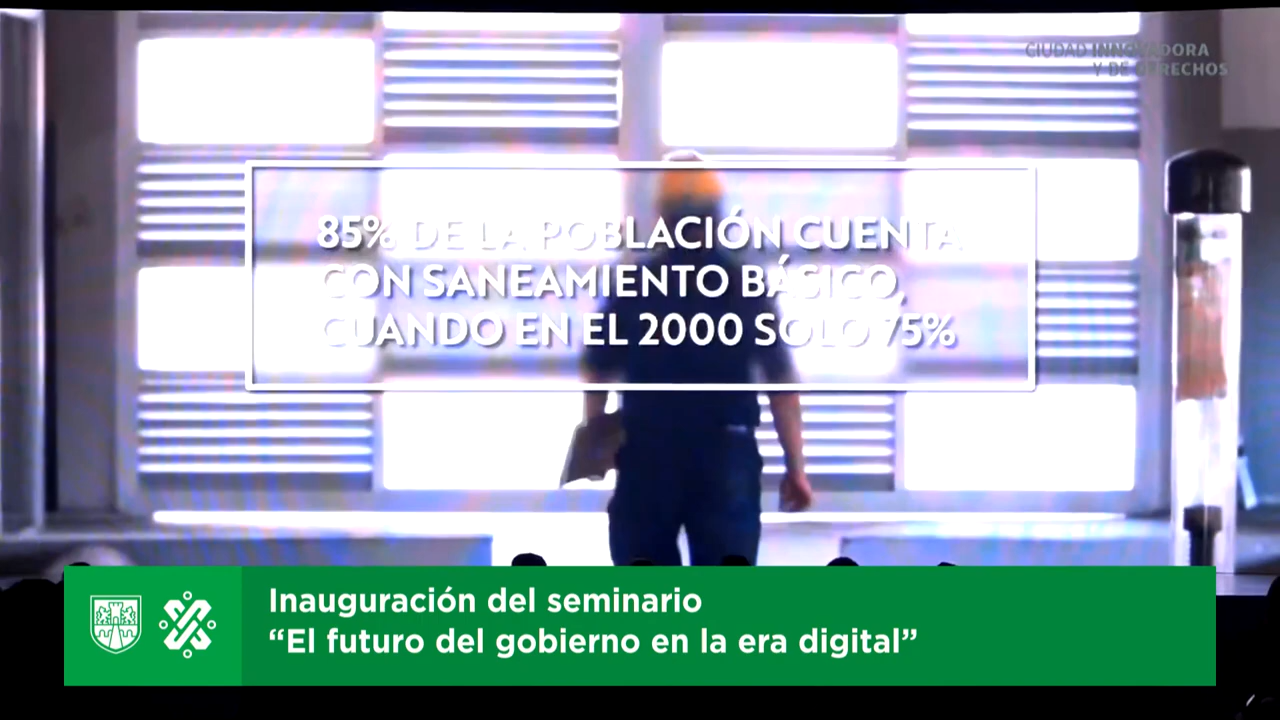 CIUDAD INNOVADORA
Y DE DERECHOS
85% DE LA POBLACIÓN CUENTA
CON SANEAMIENTO BÁSICO,
CUANDO EN EL 2000 SOLO 75%
Inauguración del seminario
“El futuro del gobierno en la era digital”